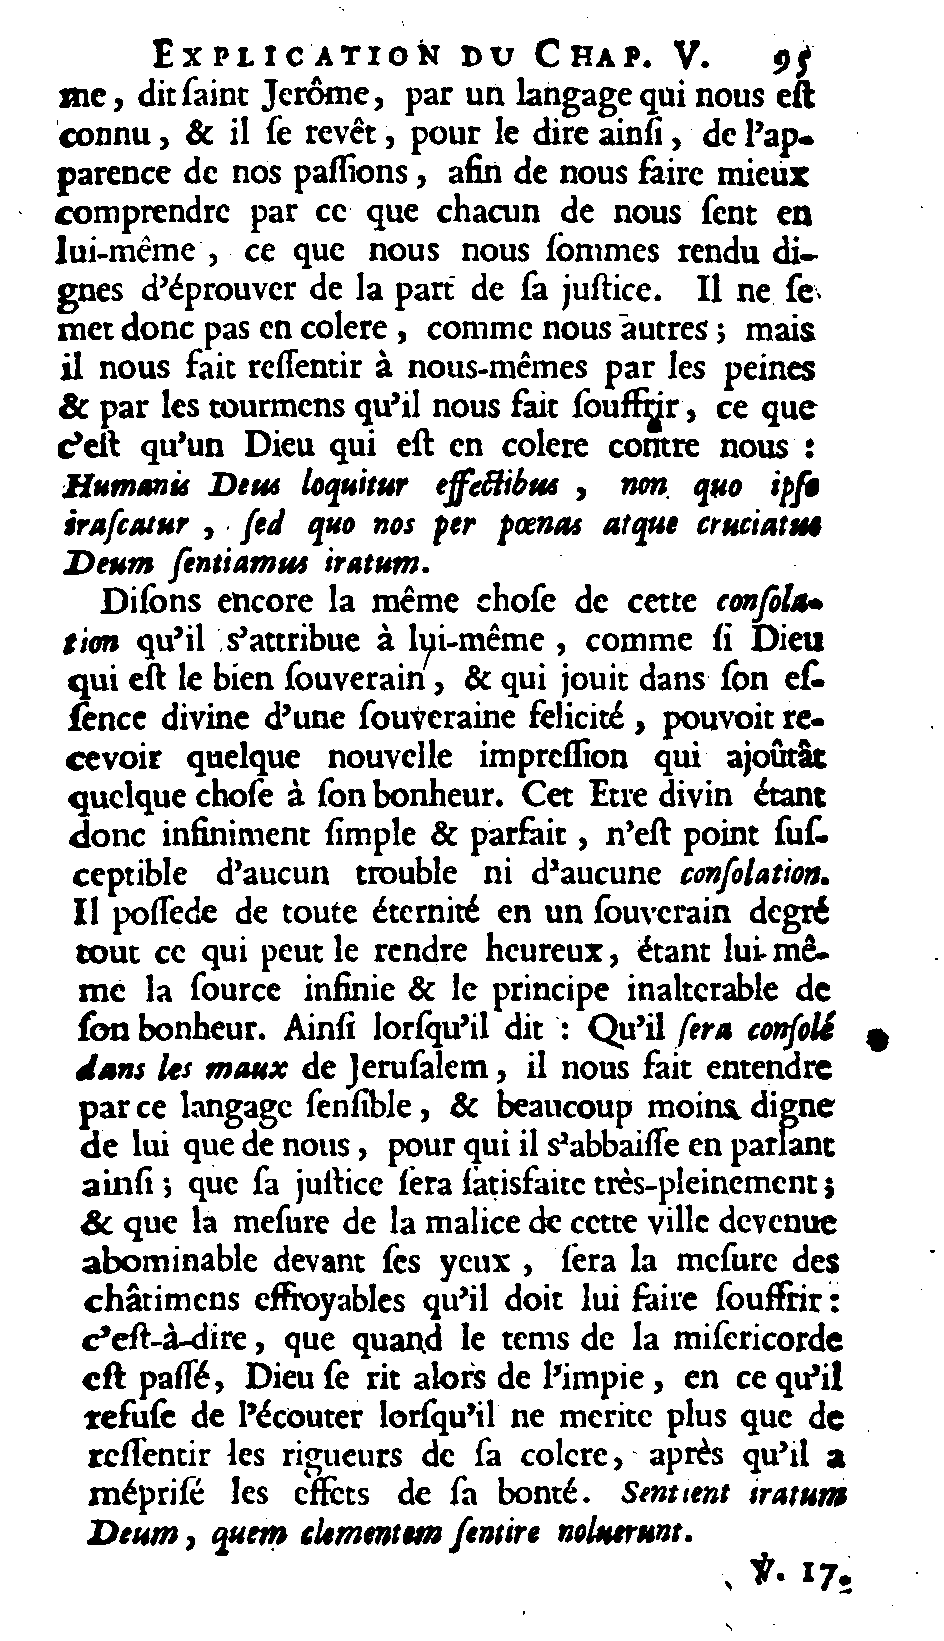 EXPLICATION DU CHAP. V. 95
me, dit ſaint Jerôme, par un langage qui nous eſt
connu, & il ſe revêt, pour le dire ainſi, de l'ap-
parence de nos paſſions, afin de nous faire mieux
comprendre par ce que chacun de nous ſent en
lui-même, ce que nous nous ſommes rendu di-
gnes d'éprouver de la part de ſa juſtice. Il ne ſe
met donc pas en colere, comme nous autres; mais
il nous fait reſſentir à nous-mêmes par les peines
& par les tourmens qu'il nous fait ſouffrir, ce que
c'eſt qu'un Dieu qui eſt en colere contre nous :
Humanis Deus loquitur effectibus, non quo ipſe
iraſcatur, ſed quo nos per pœnas atque cruciatus
Deum ſentiamus iratum.
Diſons encore la même choſe de cette conſola-
tion qu'il s'attribue à lui-même, comme ſi Dieu
qui eſt le bien ſouverain, & qui jouit dans ſon eſ-
ſence divine d'une ſouveraine felicité, pouvoit re-
cevoir quelque nouvelle impreſſion qui ajoûtât
quelque choſe à ſon bonheur. Cet Etre divin étant
donc infiniment ſimple & parfait, n'eſt point ſuſ-
ceptible d'aucun trouble ni d'aucune conſolation.
Il poſſede de toute éternité en un ſouverain degré
tout ce qui peut le rendre heureux, étant lui-mê-
me la ſource infinie & le principe inalterable de
ſon bonheur. Ainſi lorſqu'il dit : Qu'il ſera conſolé
dans les maux de Jeruſalem, il nous fait entendre
par ce langage ſenſible, & beaucoup moins digne
de lui que de nous, pour qui il s'abbaiſſe en parlant
ainſi; que ſa juſtice ſera ſatisfaite très-pleinement;
& que la meſure de la malice de cette ville devenue
abominable devant ſes yeux, ſera la meſure des
châtimens effroyables qu'il doit lui faire ſouffrir :
c'eſt-à-dire, que quand le tems de la miſericorde
eſt paſſé, Dieu ſe rit alors de l'impie, en ce qu'il
refuſe de l'écouter lorſqu'il ne merite plus que de
reſſentir les rigueurs de ſa colere, après qu'il a
mépriſé les effets de ſa bonté. Sentient iratum
Deum, quem clementem ſentire noluerunt.
℣. 17.